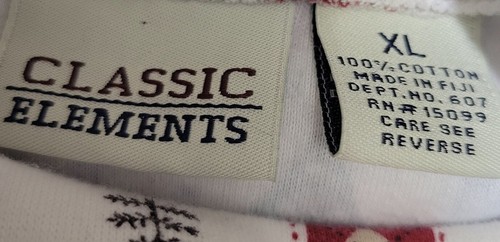 CLASSIC
ELEMENTS
XL
100% COTTON
MADE IN FIJI
DEPT. NO. 607
RN# 15099
CARE SEE
REVERSE